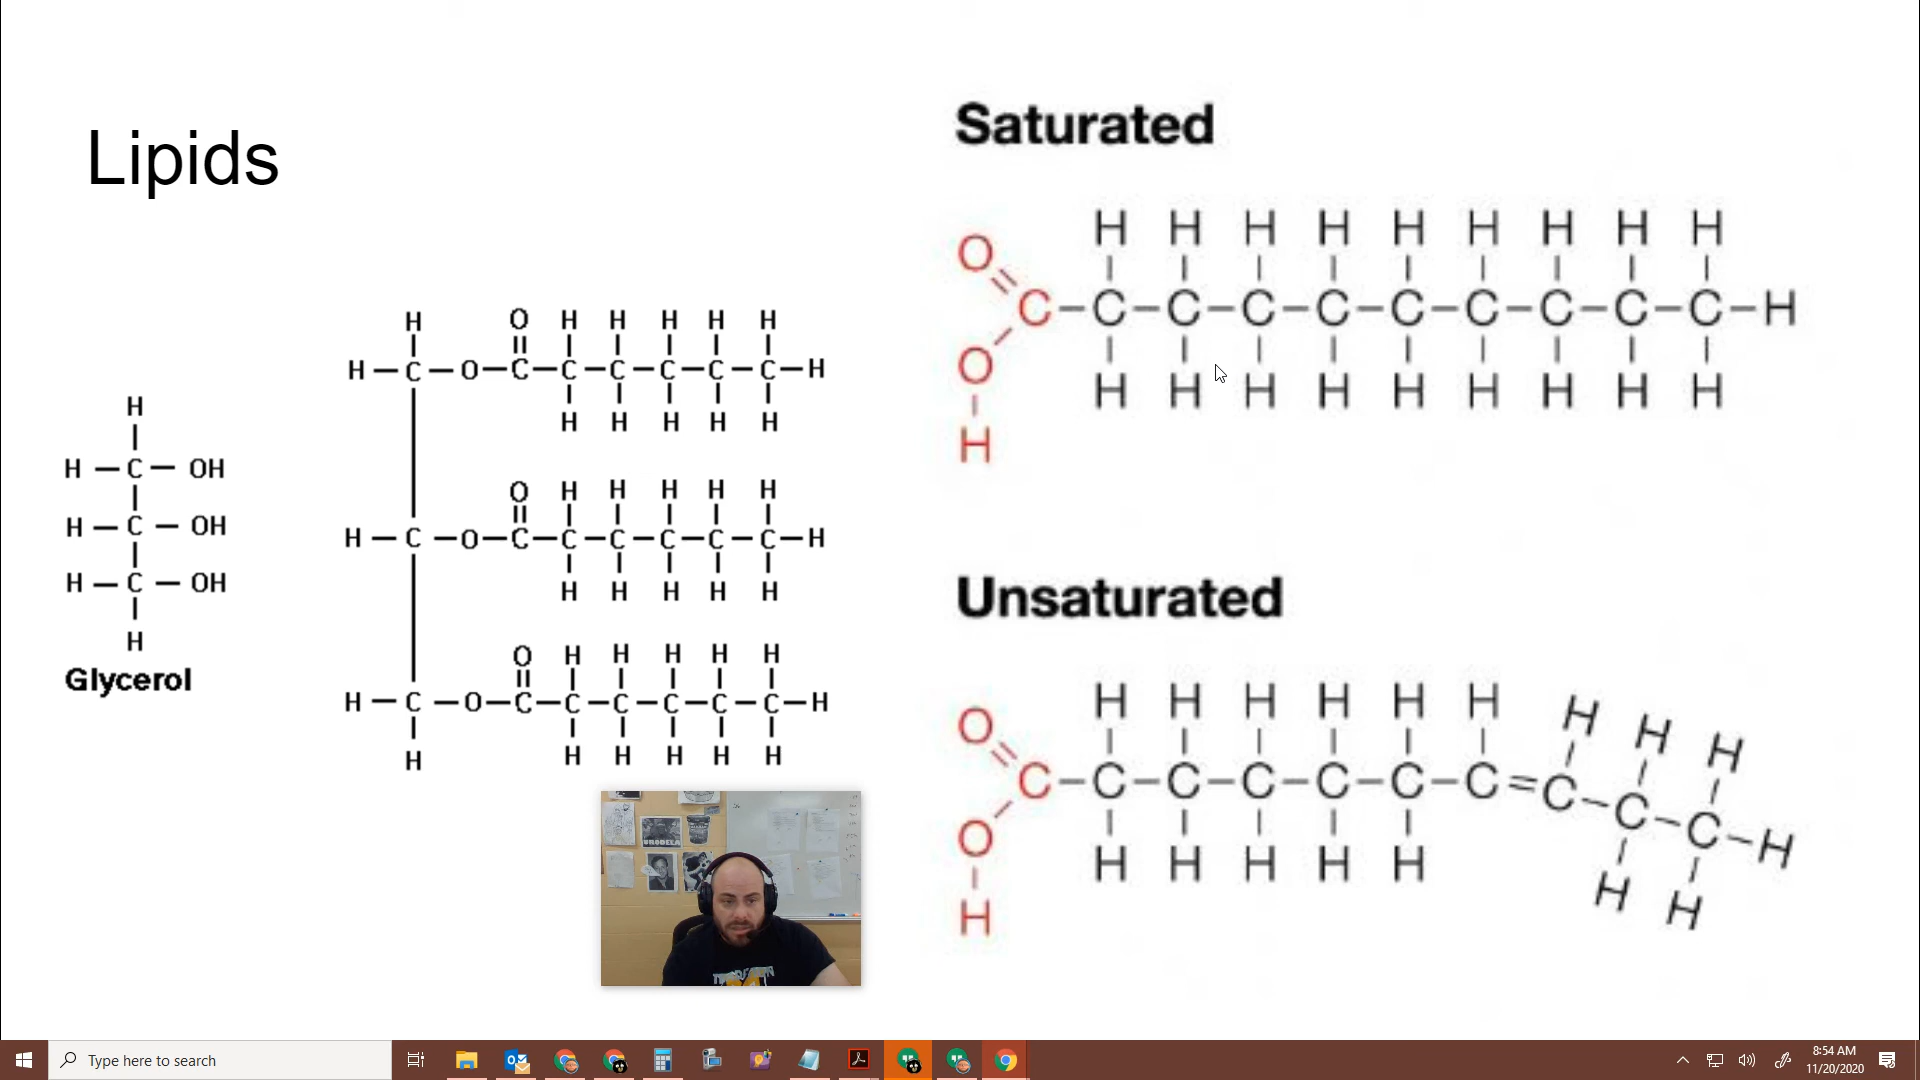 Lipids
Saturated
H H H H H H H H H
O
C C C C C C C C C C H
O
H H H H H H H H H
H
H
H C OH
H C OH
H C OH
H
Glycerol
H O H H H H H
H C O C C C C C C H
H H H H H
O H H H H H
H C O C C C C C C H
H H H H H
O H H H H H
H C O C C C C C C H
H H H H H H
Unsaturated
H H H H H H H H H
O
C C C C C C C C C C H
O
H H H H H H H
H
Type here to search
8:54 AM
11/20/2020